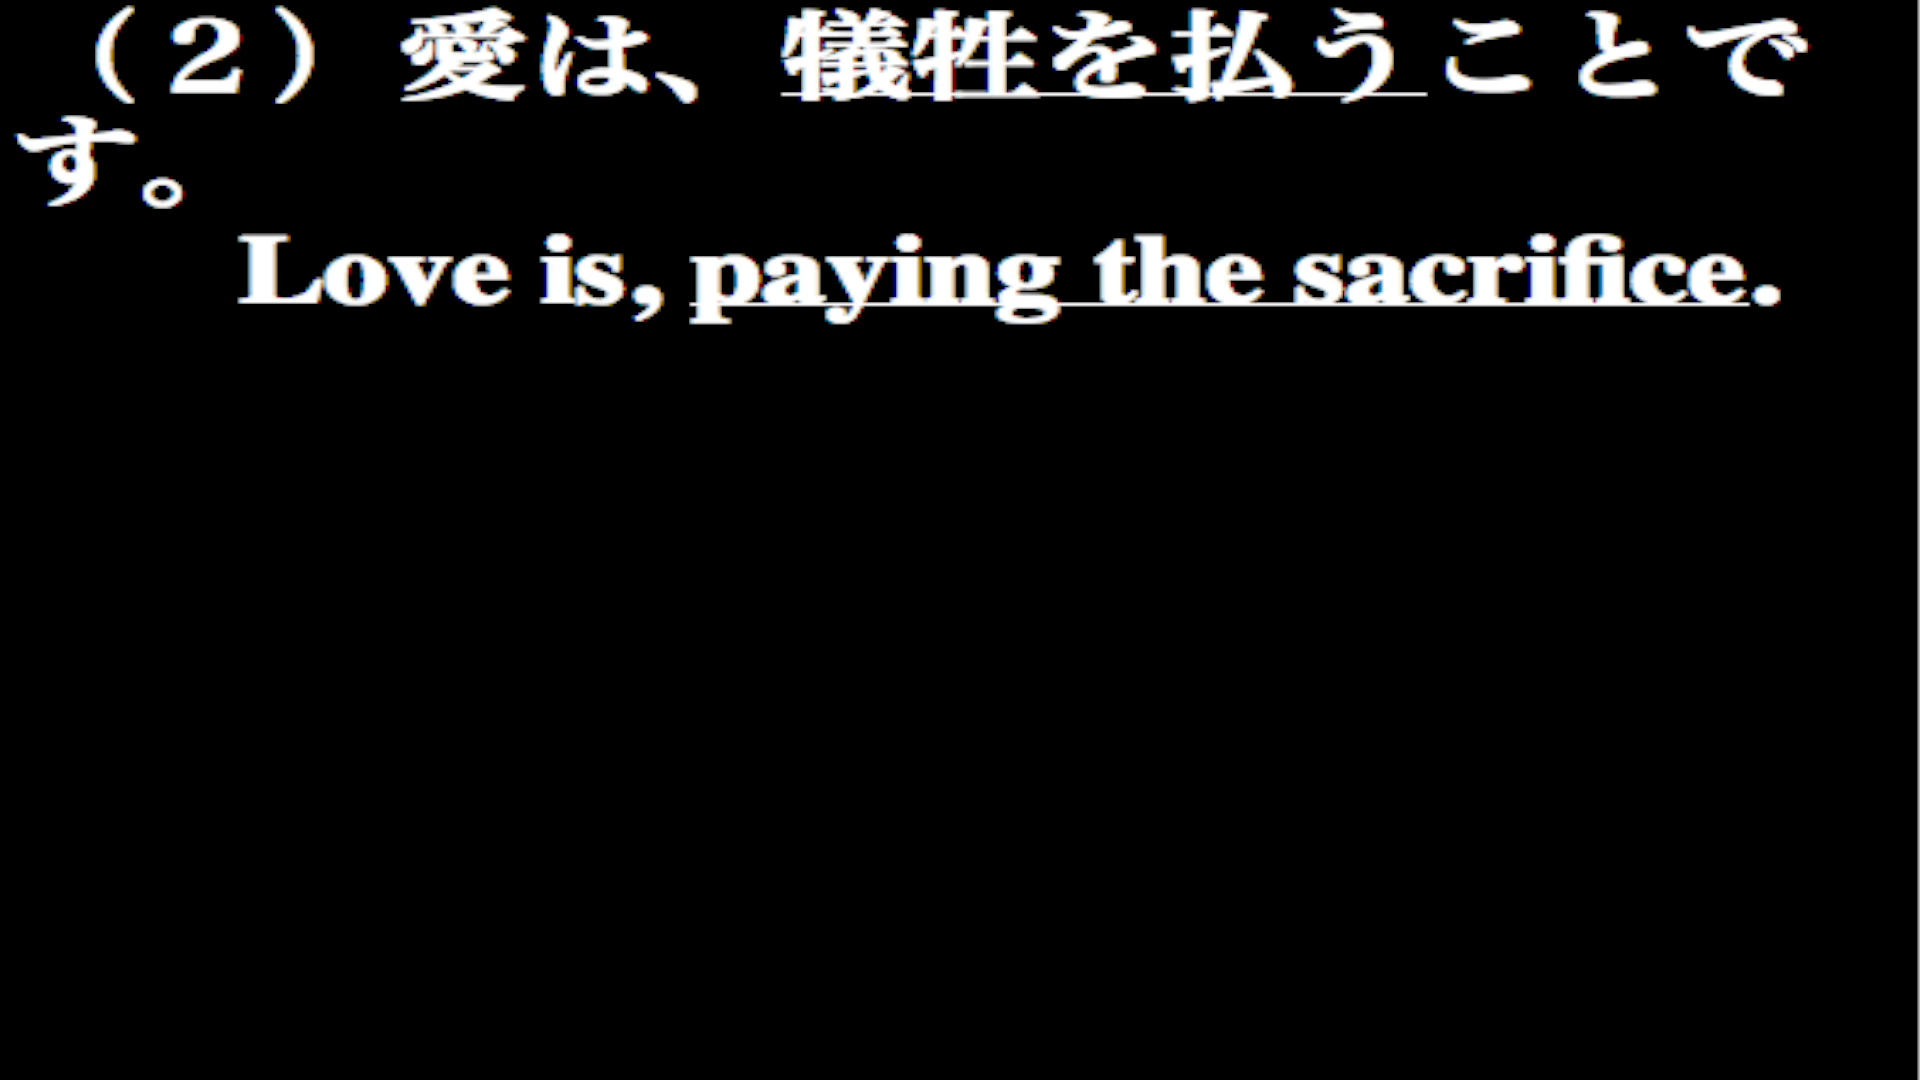 （２）愛は、犠牲を払うことで
す。
Love is, paying the sacrifice.